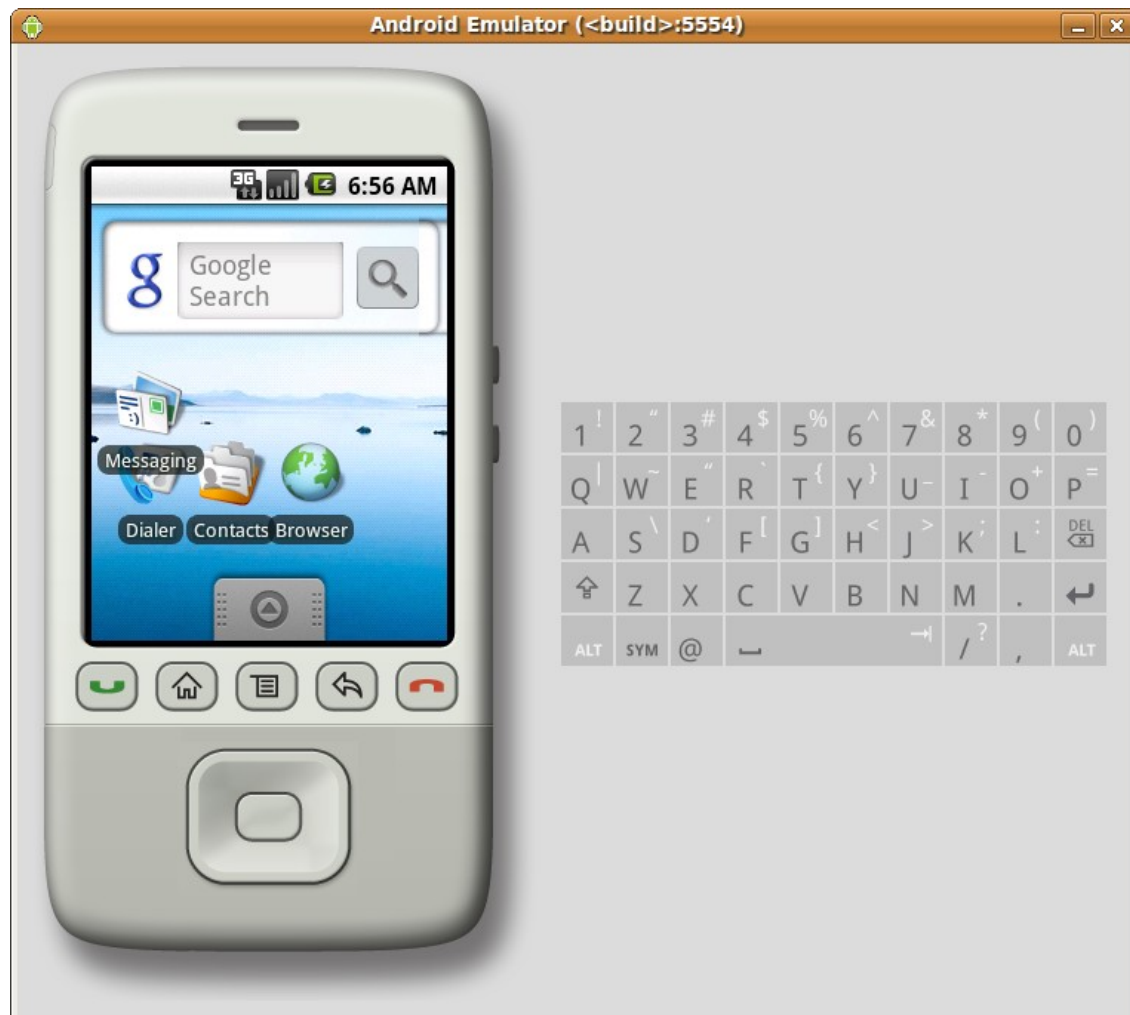 Android Emulator (<build>:5554)
3G 6:56 AM
g Google
Search
Messaging
Dialer Contacts Browser
1 ! 2 “ 3 # 4 $ 5 % 6 ^ 7 & 8 * 9 ( 0 )
Q | W ~ E “ R ` T { Y } U _ I - O + P =
A S \ D ‘ F [ G ] H < J > K ; L : DEL
Z X C V B N M .
ALT SYM @ / ? , ALT